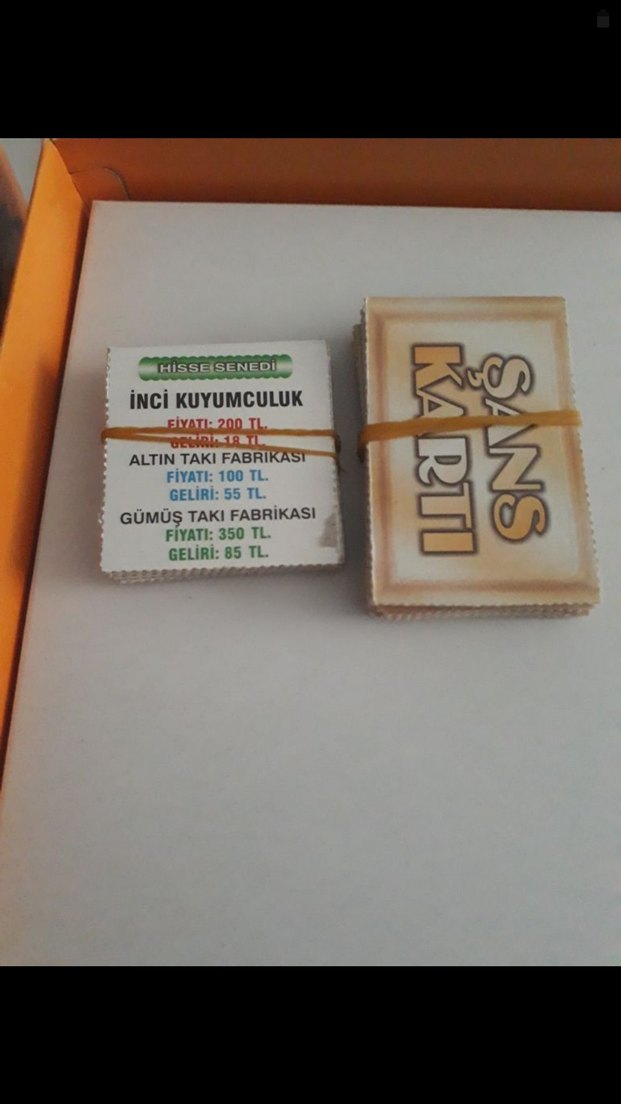 HİSSE SENEDİ
İNCİ KUYUMCULUK
FİYATI: 200 TL.
GELİRİ: 18 TL.
ALTIN TAKI FABRİKASI
FİYATI: 100 TL.
GELİRİ: 55 TL.
GÜMÜŞ TAKI FABRİKASI
FİYATI: 350 TL.
GELİRİ: 85 TL.
ŞANS
KARTI